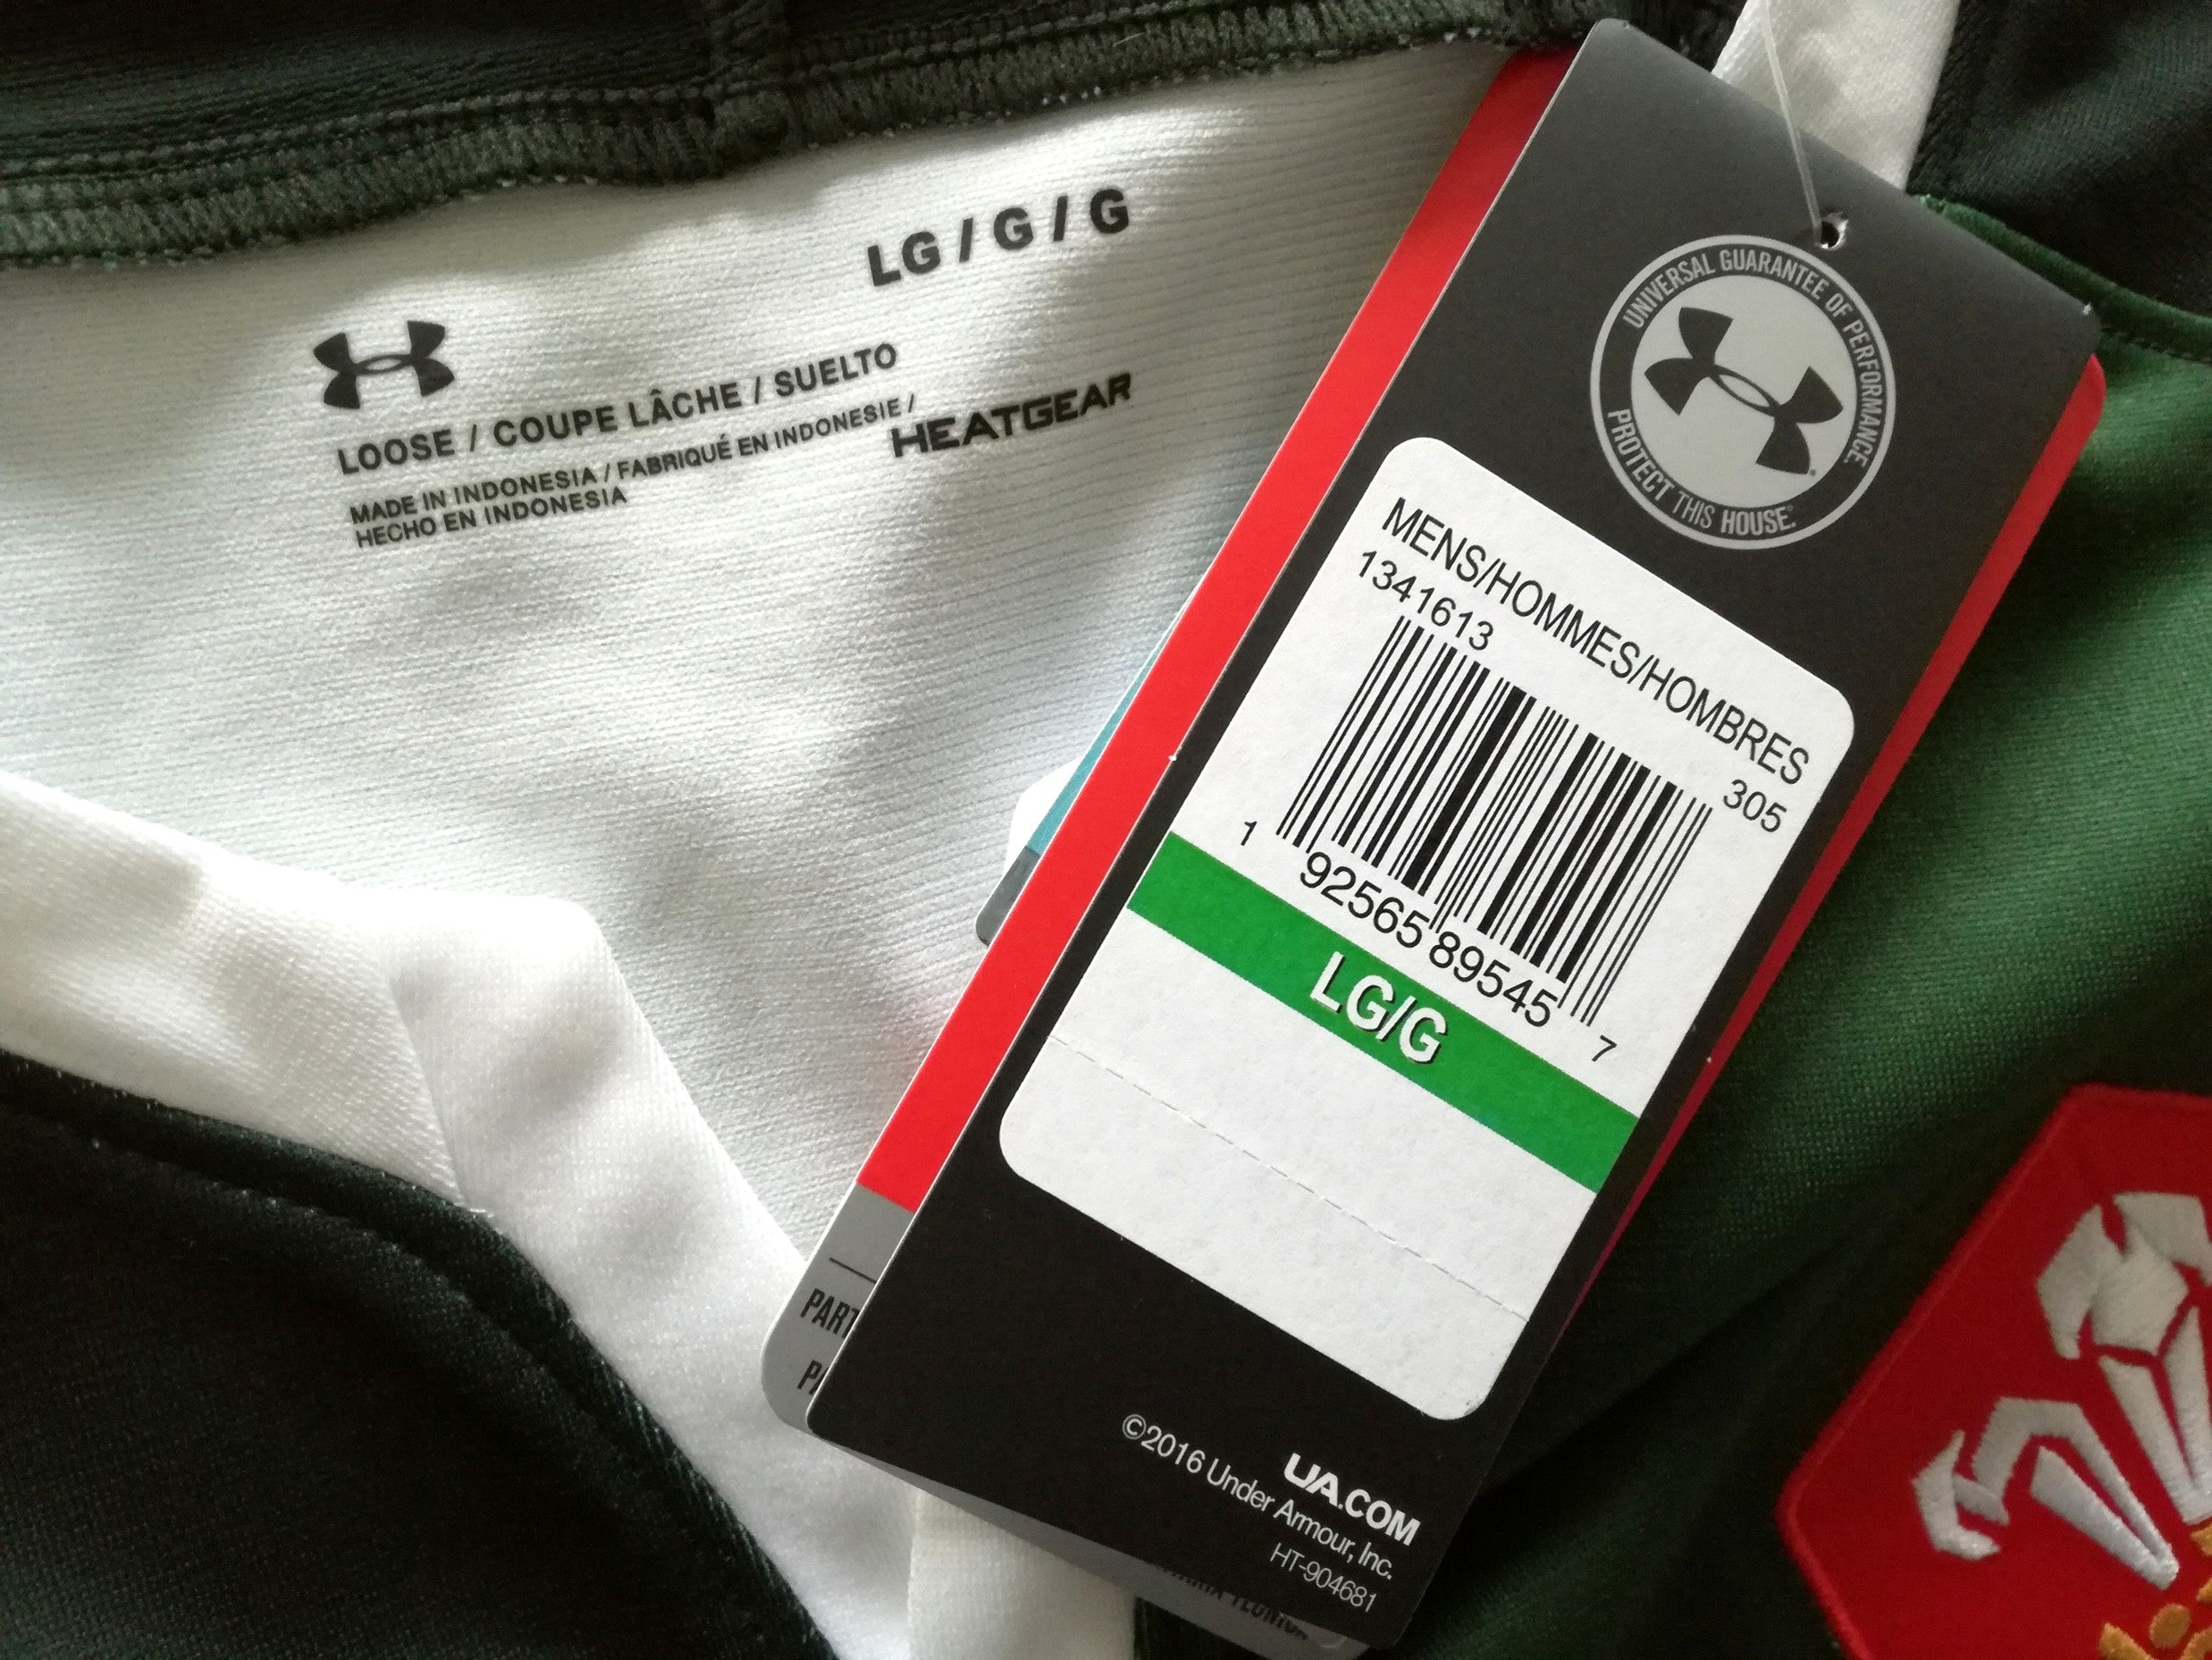 LG / G / G
LOOSE / COUPE LÂCHE / SUELTO
MADE IN INDONESIA / FABRIQUÉ EN INDONESIE /
HECHO EN INDONESIA
HEATGEAR
UNIVERSAL GUARANTEE OF PERFORMANCE.
PROTECT THIS HOUSE.
MENS/HOMMES/HOMBRES
1341613
305
1 92565 89545 7
LG/G
UA.COM
©2016 Under Armour, Inc.
HT-904681